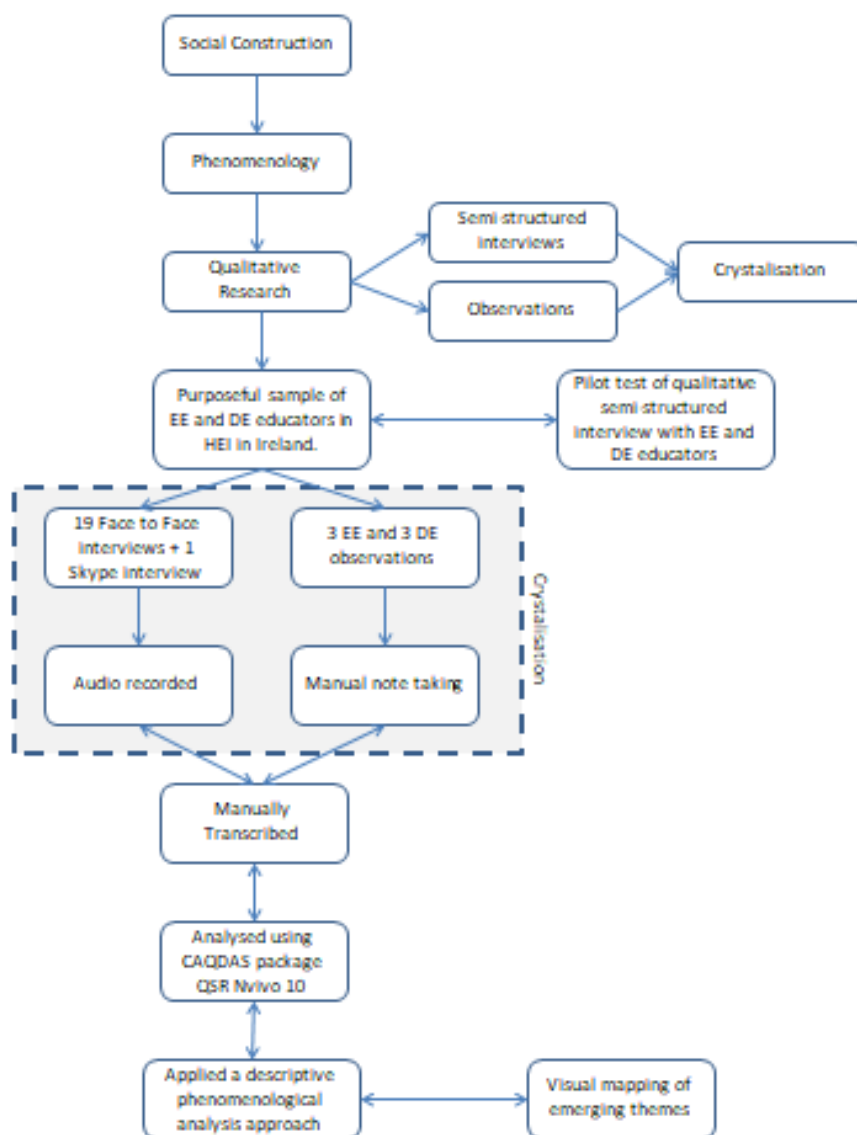 Social Construction
Phenomenology
Qualitative
Research
Semi structured
interviews
Observations
Crystalisation
Purposeful sample of
EE and DE educators in
HEI in Ireland.
Pilot test of qualitative
semi structured
interview with EE and
DE educators
19 Face to Face
interviews + 1
Skype interview
3 EE and 3 DE
observations
Crystalisation
Audio recorded
Manual note taking
Manually
Transcribed
Analysed using
CAQDAS package
QSR Nvivo 10
Applied a descriptive
phenomenological
analysis approach
Visual mapping of
emerging themes